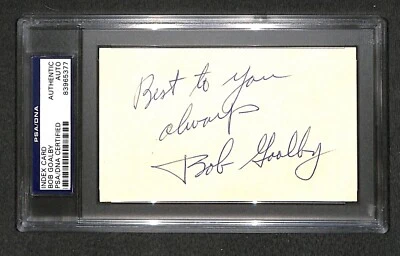 PSA/DNA
INDEX CARD
BOB GOALBY
PSA/DNA CERTIFIED
AUTHENTIC
AUTO
83965377
Best to you
always
Bob Goalby